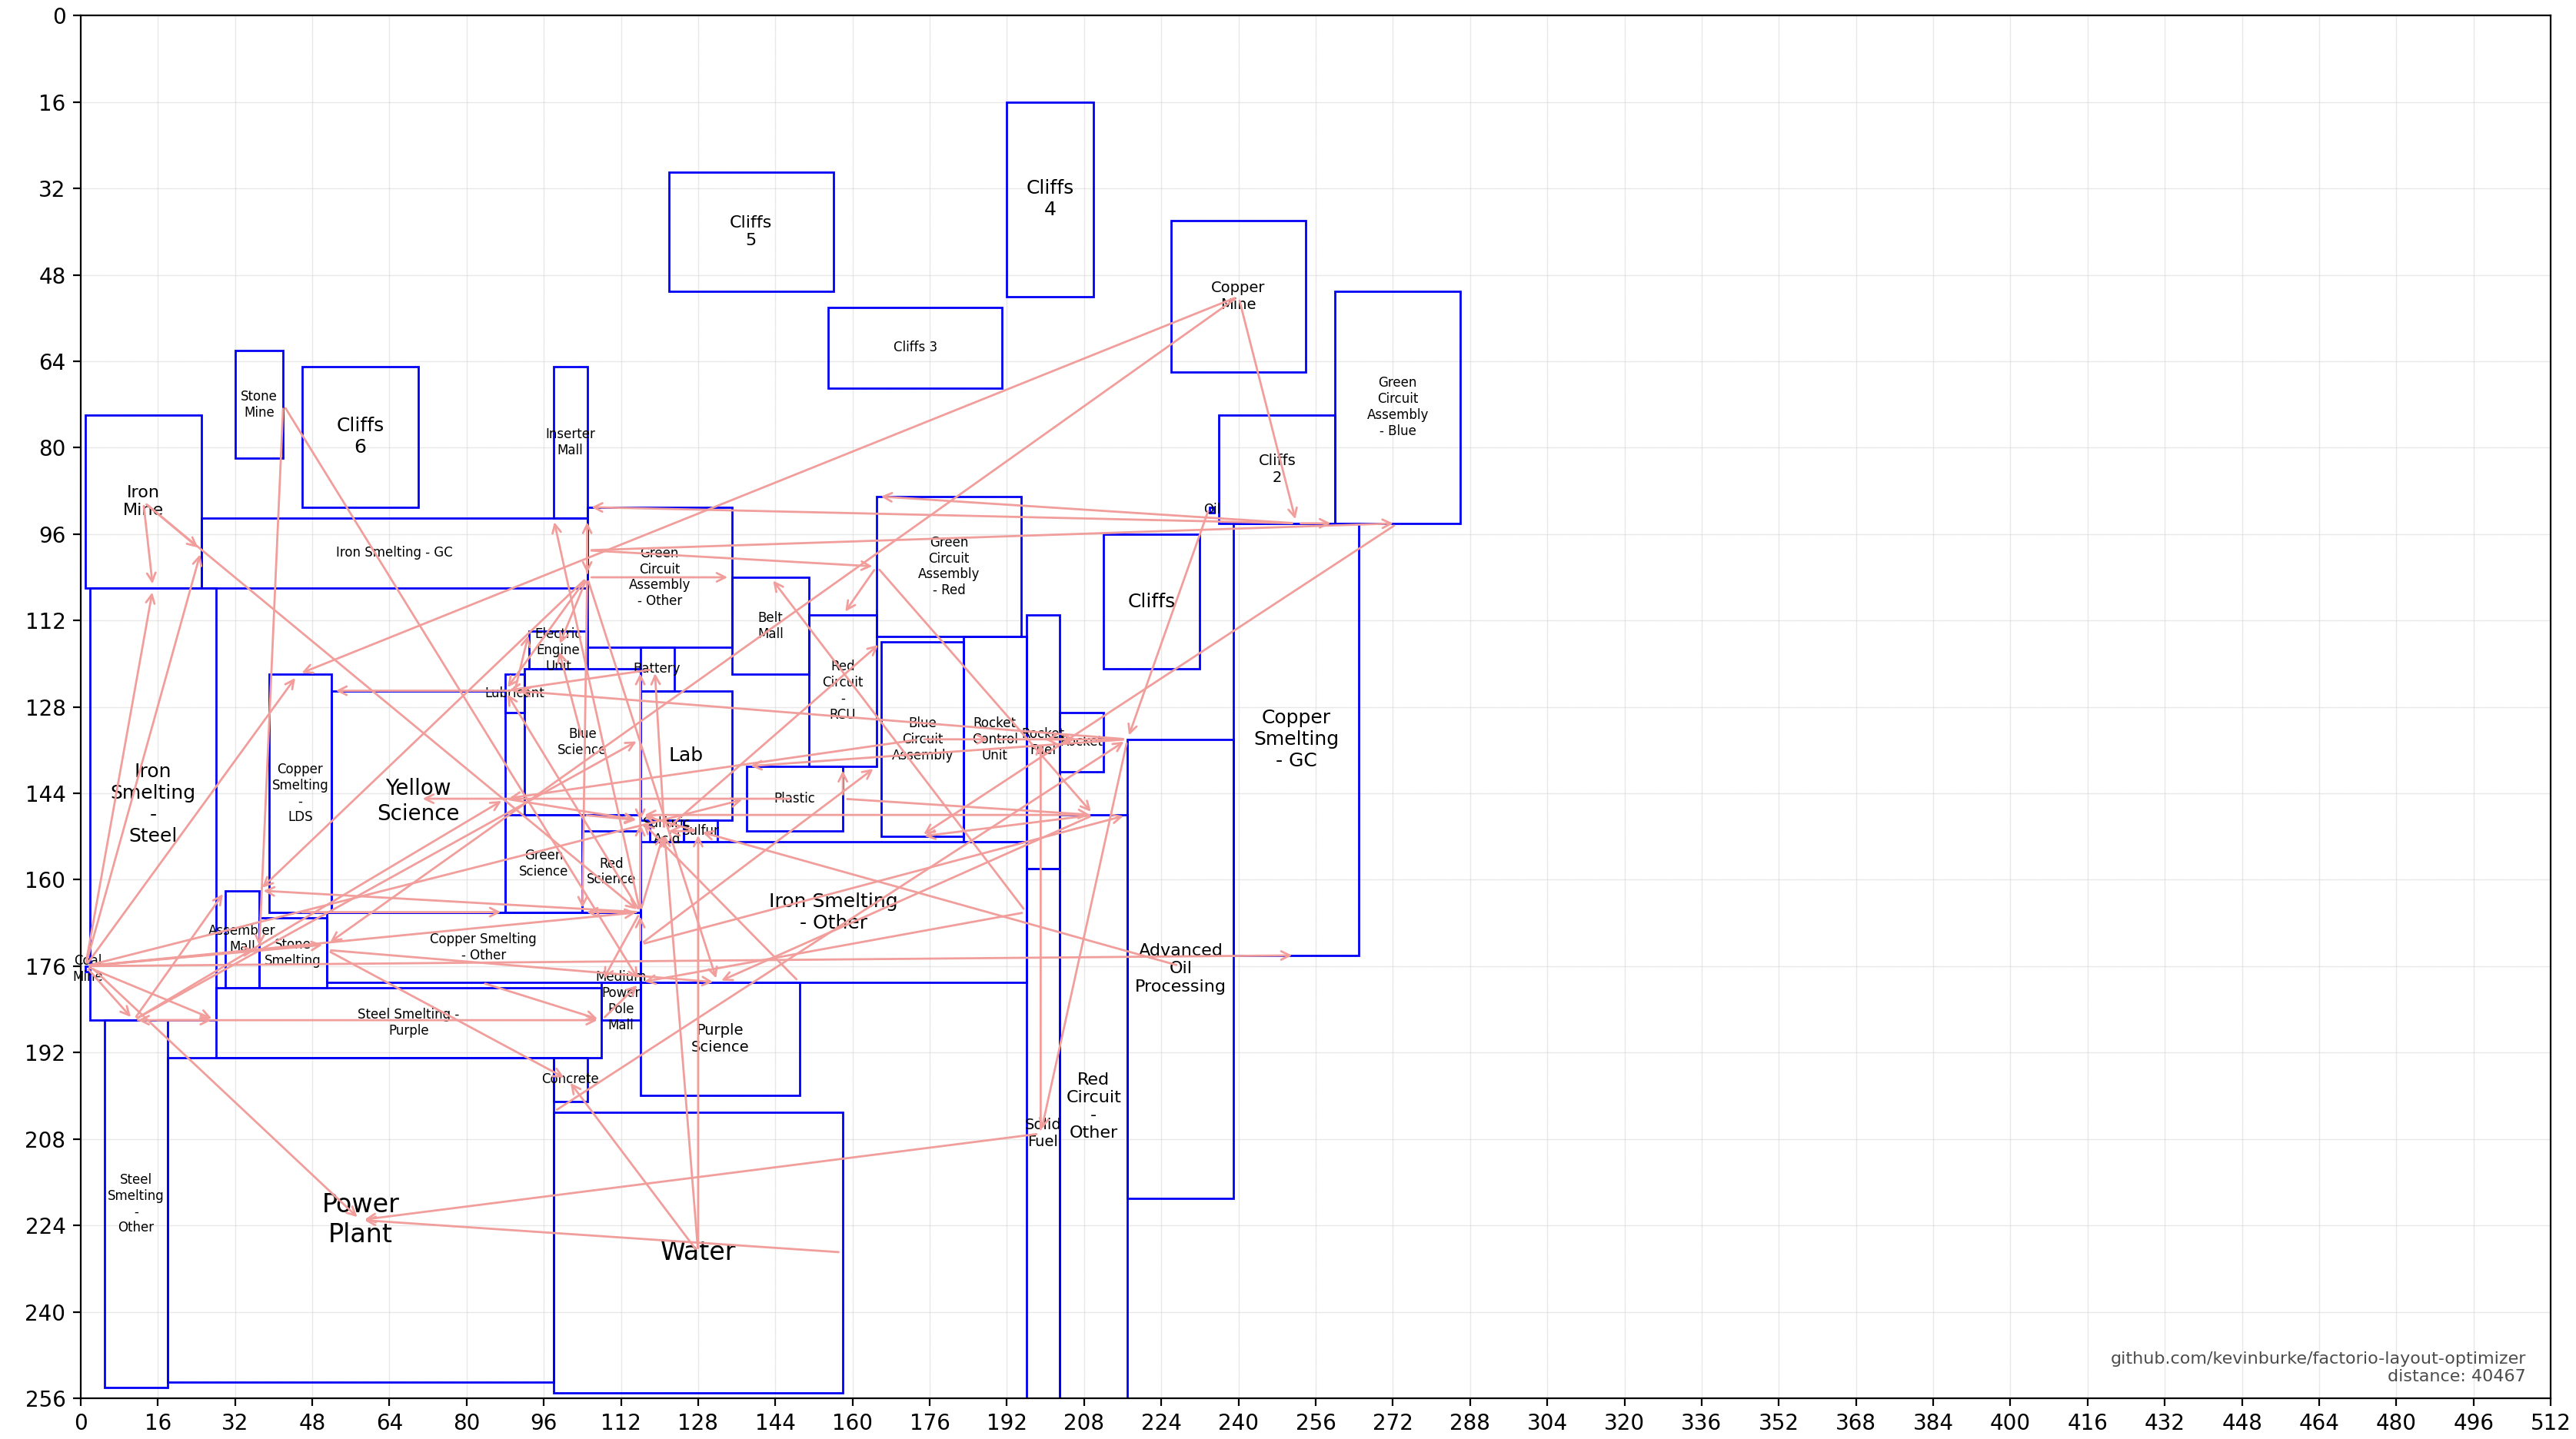 0
16
32
48
64
80
96
112
128
144
160
176
192
208
224
240
256
0 16 32 48 64 80 96 112 128 144 160 176 192 208 224 240 256 272 288 304 320 336 352 368 384 400 416 432 448 464 480 496 512
Cliffs
4
Cliffs
5
Copper
Mine
Cliffs 3
Stone
Mine
Cliffs
6
Inserter
Mall
Green
Circuit
Assembly
- Blue
Cliffs
2
Oil
Iron
Mine
Iron Smelting - GC
Green
Circuit
Assembly
- Other
Green
Circuit
Assembly
- Red
Cliffs
Belt
Mall
Electric
Engine
Unit
Battery
Lubricant
Red
Circuit
-
RCU
Blue
Science
Lab
Blue
Circuit
Assembly
Rocket
Control
Unit
Rocket
Fuel
Rocket
Copper
Smelting
- GC
Iron
Smelting
-
Steel
Copper
Smelting
-
LDS
Yellow
Science
Plastic
Sulfuric
Acid
Sulfur
Green
Science
Red
Science
Iron Smelting
- Other
Assembler
Mall
Stone
Smelting
Copper Smelting
- Other
Coal
Mine
Medium
Power
Pole
Mall
Advanced
Oil
Processing
Steel Smelting -
Purple
Purple
Science
Concrete
Red
Circuit
-
Other
Solid
Fuel
Steel
Smelting
-
Other
Power
Plant
Water
github.com/kevinburke/factorio-layout-optimizer
distance: 40467